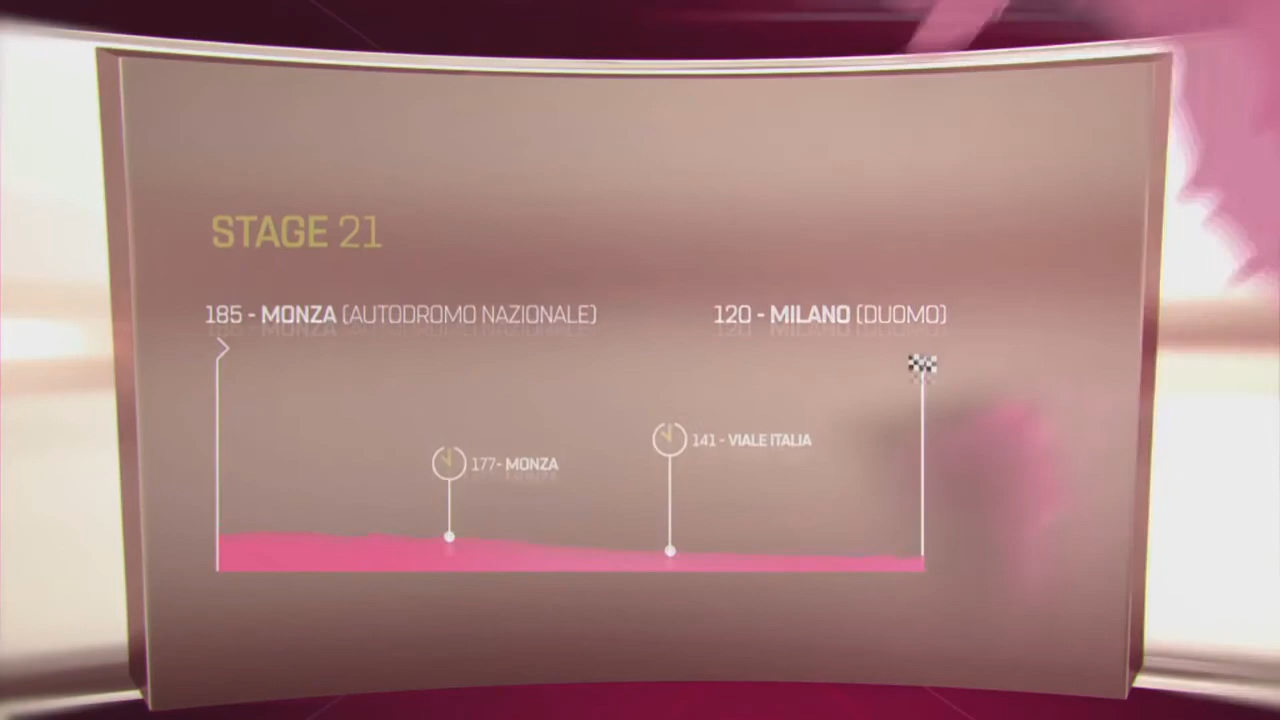 STAGE 21
185 - MONZA (AUTODROMO NAZIONALE)
120 - MILANO (DUOMO)
141 - VIALE ITALIA
177- MONZA